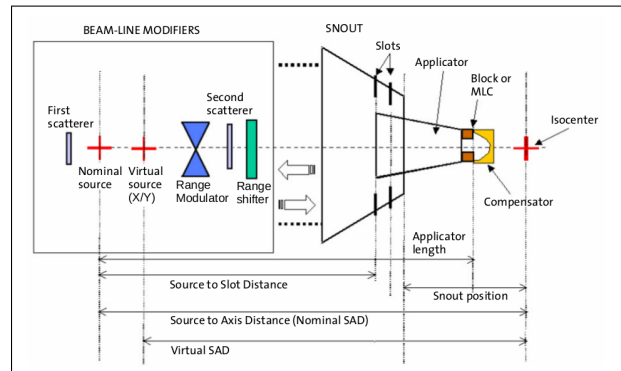 BEAM-LINE MODIFIERS
SNOUT
Slots
Applicator
Block or
MLC
First
scatterer
Second
scatterer
Isocenter
Nominal
source
Virtual
source
(X/Y)
Range
Modulator
Range
shifter
Compensator
Applicator
length
Source to Slot Distance
Snout position
Source to Axis Distance (Nominal SAD)
Virtual SAD